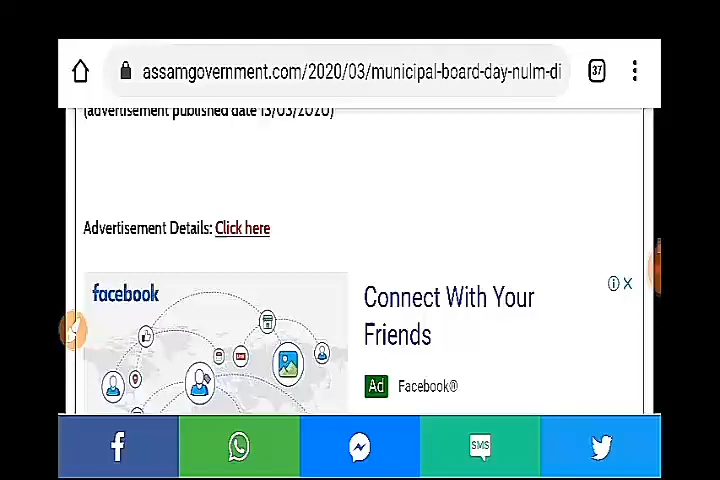 assamgovernment.com/2020/03/municipal-board-day-nulm-di
37
(advertisement published date 13/03/2020)
Advertisement Details: Click here
facebook
Connect With Your
Friends
Ad Facebook®
SMS